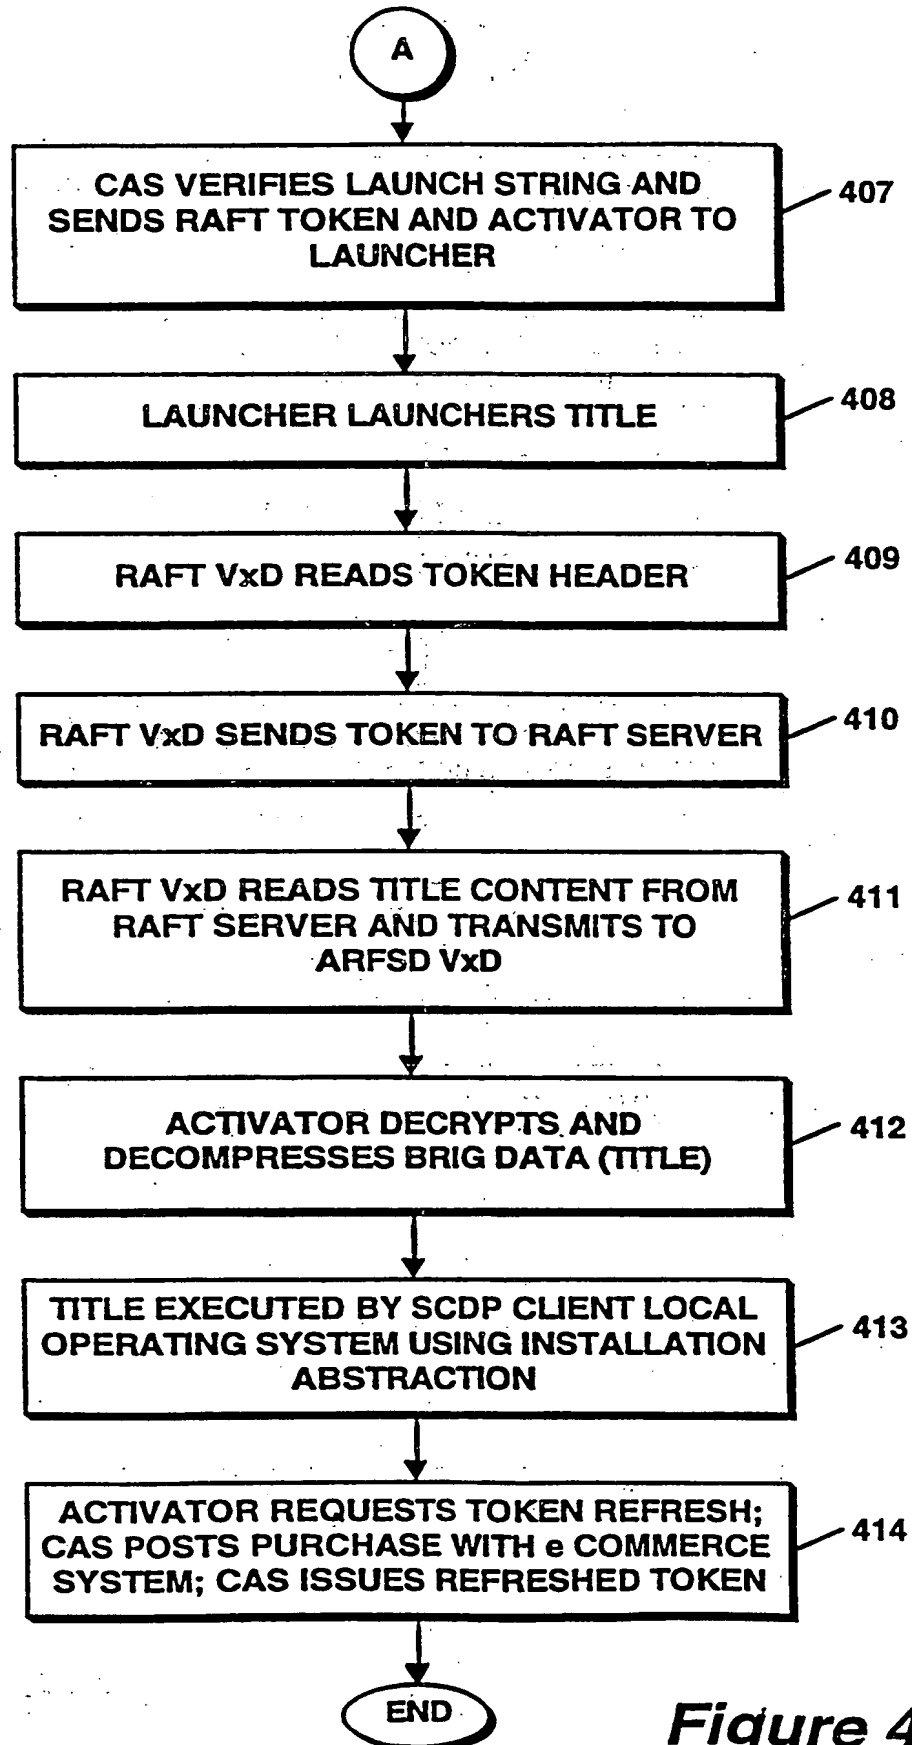 A
CAS VERIFIES LAUNCH STRING AND
SENDS RAFT TOKEN AND ACTIVATOR TO
LAUNCHER
407
LAUNCHER LAUNCHERS TITLE
408
RAFT VxD READS TOKEN HEADER
409
RAFT VxD SENDS TOKEN TO RAFT SERVER
410
RAFT VxD READS TITLE CONTENT FROM
RAFT SERVER AND TRANSMITS TO
ARFSD VxD
411
ACTIVATOR DECRYPTS AND
DECOMPRESSES BRIG DATA (TITLE)
412
TITLE EXECUTED BY SCDP CLIENT LOCAL
OPERATING SYSTEM USING INSTALLATION
ABSTRACTION
413
ACTIVATOR REQUESTS TOKEN REFRESH;
CAS POSTS PURCHASE WITH e COMMERCE
SYSTEM; CAS ISSUES REFRESHED TOKEN
414
END
Figure 4